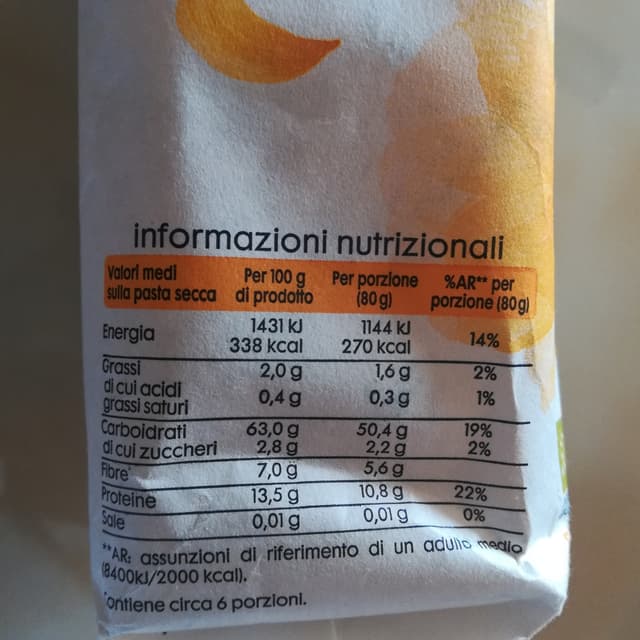 informazioni nutrizionali
Valori medi sulla pasta secca Per 100 g di prodotto Per porzione (80g) %AR** per porzione (80g)
Energia 1431 kJ 338 kcal 1144 kJ 270 kcal 14%
Grassi 2,0 g 1,6 g 2%
di cui acidi grassi saturi 0,4 g 0,3 g 1%
Carboidrati 63,0 g 50,4 g 19%
di cui zuccheri 2,8 g 2,2 g 2%
Fibre 7,0 g 5,6 g
Proteine 13,5 g 10,8 g 22%
Sale 0,01 g 0,01 g 0%
**AR: assunzioni di riferimento di un adulto medio
(8400kJ/2000 kcal).
ontiene circa 6 porzioni.